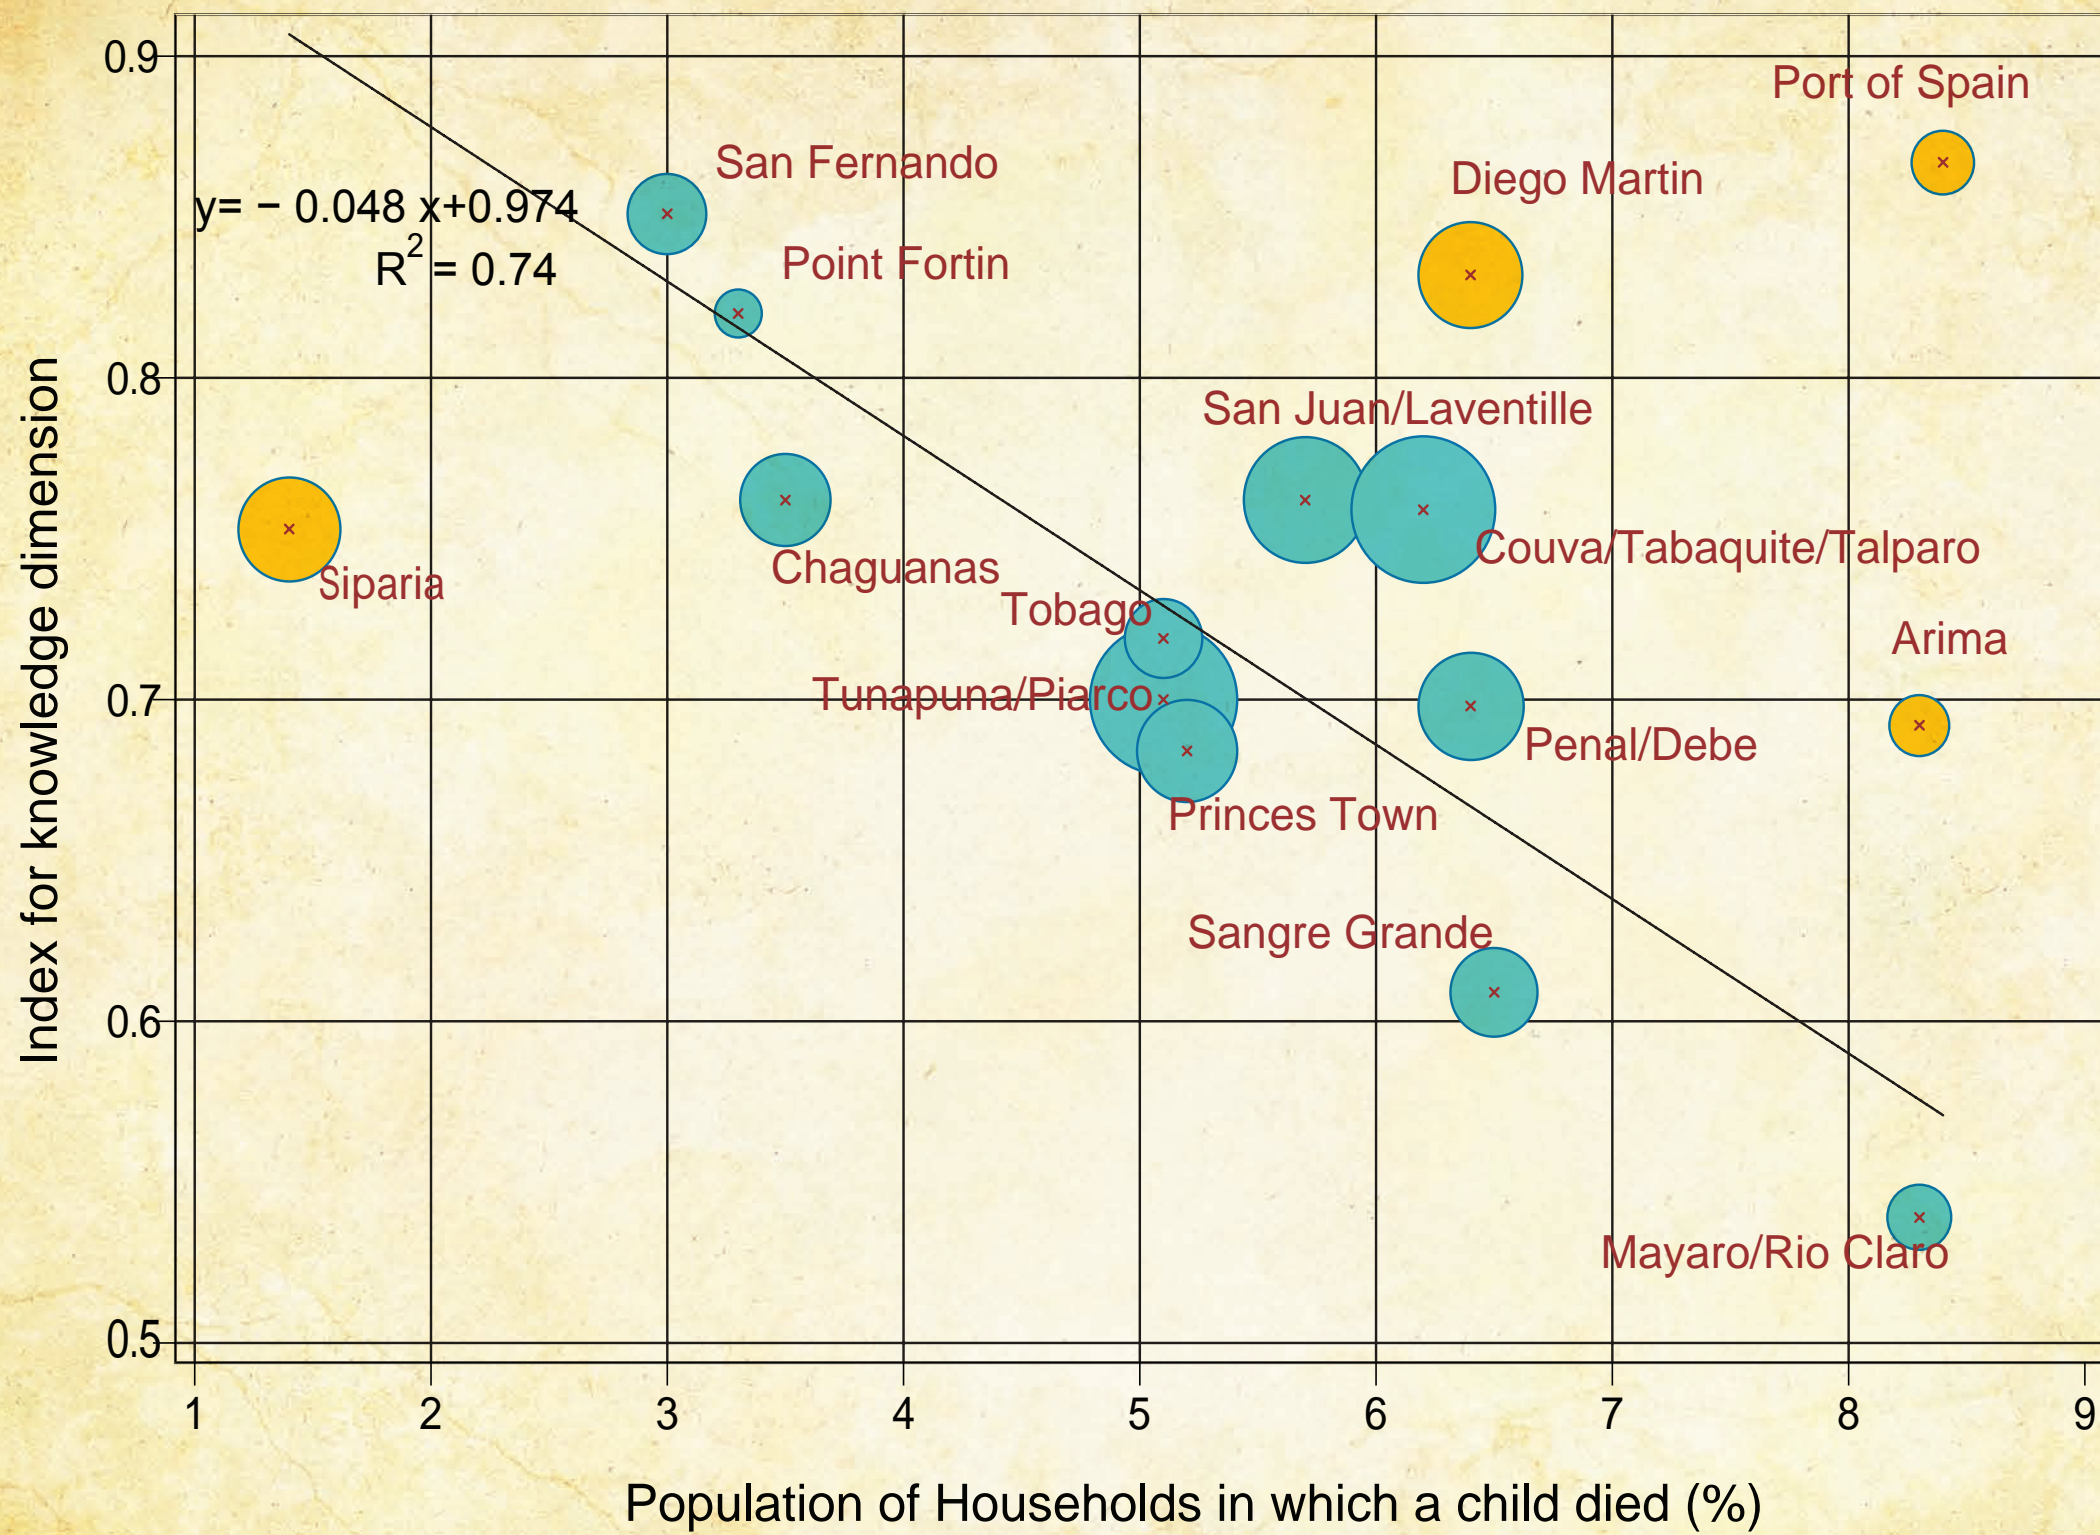 0.9
Port of Spain
San Fernando
Diego Martin
y= − 0.048 x+0.974
R2 = 0.74
Point Fortin
0.8
San Juan/Laventille
Couva/Tabaquite/Talparo
Siparia
Chaguanas
Tobago
Arima
0.7
Tunapuna/Piarco
Penal/Debe
Princes Town
Sangre Grande
0.6
Mayaro/Rio Claro
0.5
Index for knowledge dimension
1 2 3 4 5 6 7 8 9
Population of Households in which a child died (%)